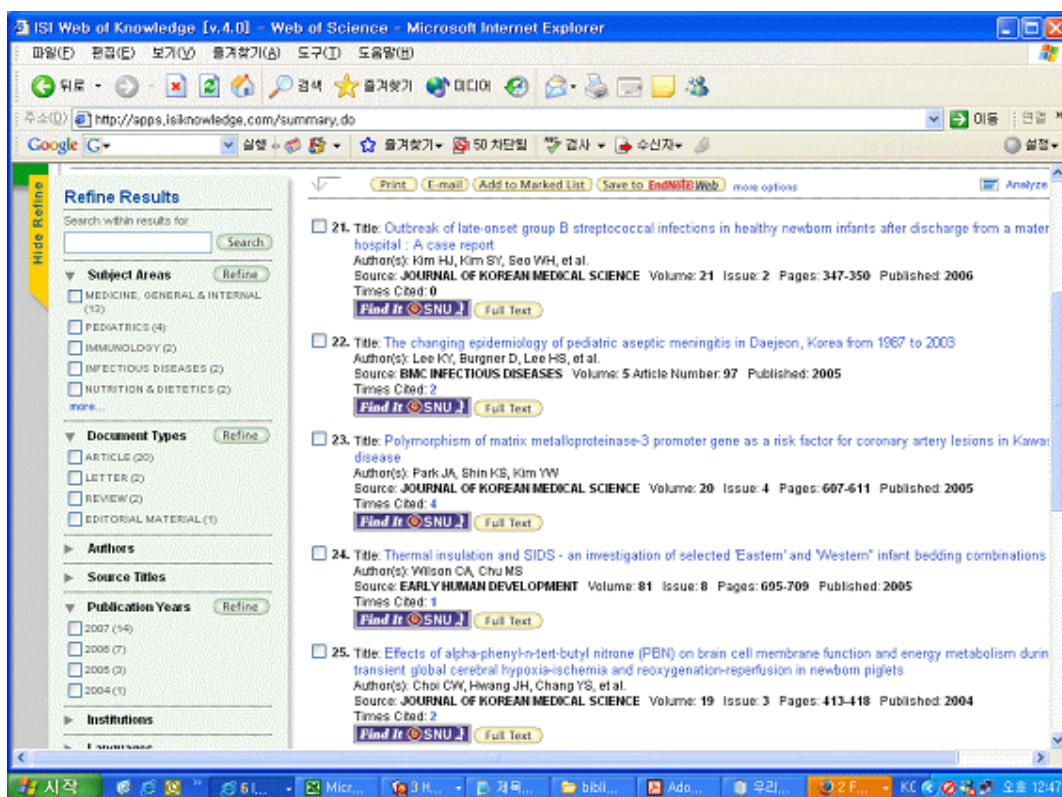 ISI Web of Knowledge [v.4.0] - Web of Science - Microsoft Internet Explorer
파일(F) 편집(E) 보기(V) 즐겨찾기(A) 도구(T) 도움말(H)
뒤로 검색 즐겨찾기 미디어
주소(D) http://apps.isiknowledge.com/summary.do 이동 연결 »
Google G 실행 즐겨찾기 50 차단됨 검사 수신자 설정
Hide Refine
Refine Results
Search within results for
Search
Subject Areas Refine
MEDICINE, GENERAL & INTERNAL
PEDIATRICS (4)
IMMUNOLOGY (2)
INFECTIOUS DISEASES (2)
NUTRITION & DIETETICS (2)
more...
Document Types Refine
ARTICLE (20)
LETTER (2)
REVIEW (2)
EDITORIAL MATERIAL (1)
Authors
Source Titles
Publication Years Refine
2007 (14)
2006 (7)
2005 (3)
2004 (1)
Institutions
Languages
Print E-mail Add to Marked List Save to EndNote Web more options Analyze
21. Title: Outbreak of late-onset group B streptococcal infections in healthy newborn infants after discharge from a mater
hospital : A case report
Author(s): Kim HJ, Kim SY, Seo WH, et al.
Source: JOURNAL OF KOREAN MEDICAL SCIENCE Volume: 21 Issue: 2 Pages: 347-350 Published: 2006
Times Cited: 0
Find It @SNU Full Text
22. Title: The changing epidemiology of pediatric aseptic meningitis in Daejeon, Korea from 1987 to 2003
Author(s): Lee KY, Burgner D, Lee HS, et al.
Source: BMC INFECTIOUS DISEASES Volume: 5 Article Number: 97 Published: 2005
Times Cited: 2
Find It @SNU Full Text
23. Title: Polymorphism of matrix metalloproteinase-3 promoter gene as a risk factor for coronary artery lesions in Kawas
disease
Author(s): Park JA, Shin KS, Kim YW
Source: JOURNAL OF KOREAN MEDICAL SCIENCE Volume: 20 Issue: 4 Pages: 607-611 Published: 2005
Times Cited: 4
Find It @SNU Full Text
24. Title: Thermal insulation and SIDS - an investigation of selected 'Eastern' and 'Western" infant bedding combinations
Author(s): Wilson CA, Chu MS
Source: EARLY HUMAN DEVELOPMENT Volume: 81 Issue: 8 Pages: 695-709 Published: 2005
Times Cited: 1
Find It @SNU Full Text
25. Title: Effects of alpha-phenyl-n-tert-butyl nitrone (PBN) on brain cell membrane function and energy metabolism durin
transient global cerebral hypoxia-ischemia and reoxygenation-reperfusion in newborn piglets
Author(s): Choi CW, Hwang JH, Chang YS, et al.
Source: JOURNAL OF KOREAN MEDICAL SCIENCE Volume: 19 Issue: 3 Pages: 413-418 Published: 2004
Times Cited: 2
Find It @SNU Full Text
시작 » 6 I... Micr... 3 H... 제목... bibli... Ado... 우리... 2 F... 오후 12:4